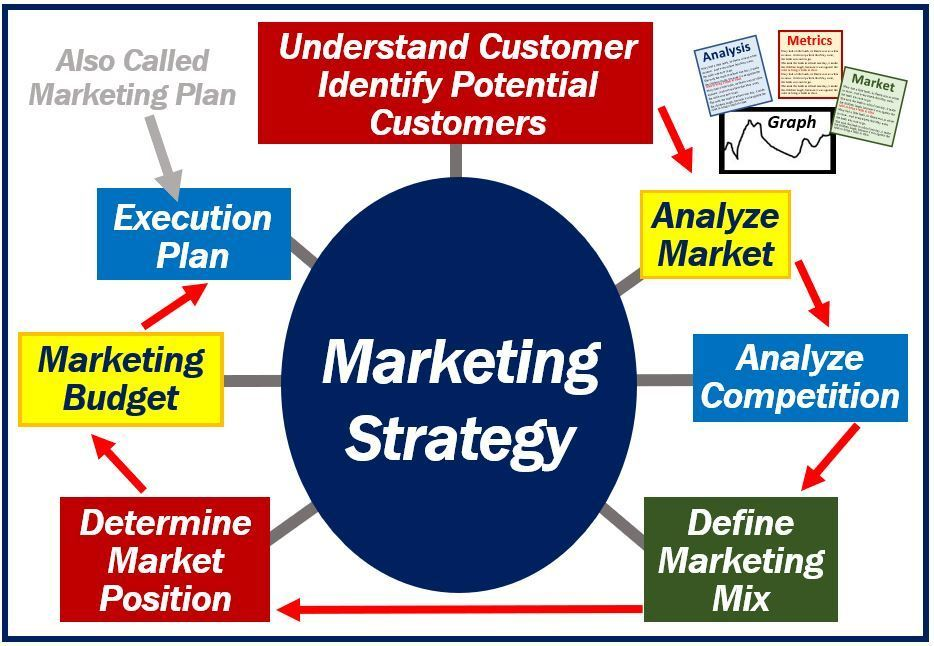 Also Called
Marketing Plan
Understand Customer
Identify Potential
Customers
Analysis
Metrics
Market
Graph
Analyze
Market
Analyze
Competition
Define
Marketing
Mix
Determine
Market
Position
Marketing
Budget
Execution
Plan
Marketing
Strategy